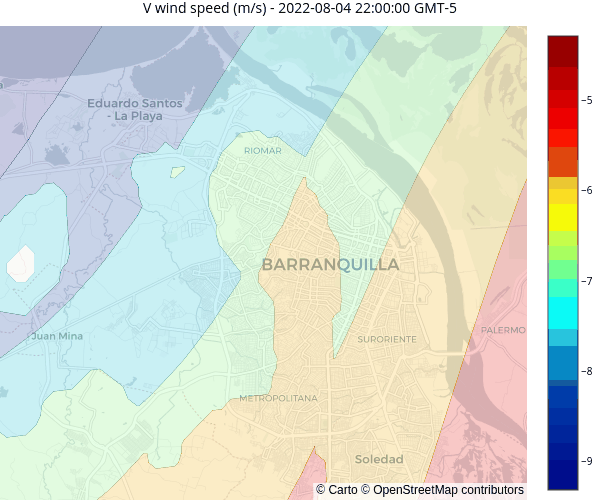 V wind speed (m/s) - 2022-08-04 22:00:00 GMT-5
Eduardo Santos
- La Playa
RIOMAR
BARRANQUILLA
Juan Mina
SURORIENTE
PALERMO
METROPOLITANA
Soledad
© Carto © OpenStreetMap contributors
-5
-6
-7
-8
-9